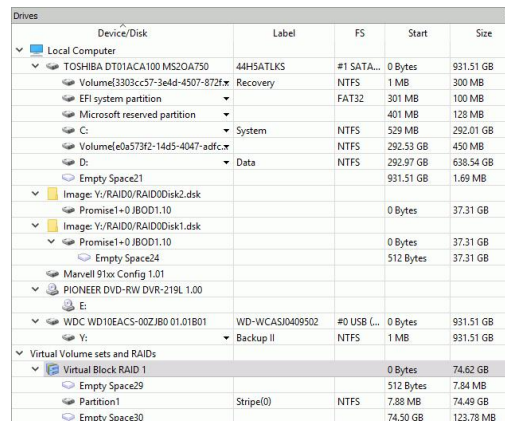 Drives
Device/Disk Label FS Start Size
Local Computer
TOSHIBA DT01ACA100 MS2OA750 44H5ATLKS #1 SATA... 0 Bytes 931.51 GB
Volume{3303cc57-3e4d-4507-872f... Recovery NTFS 1 MB 300 MB
EFI system partition FAT32 301 MB 100 MB
Microsoft reserved partition 401 MB 128 MB
C: System NTFS 529 MB 292.01 GB
Volume{e0a573f2-14d5-4047-adfc... NTFS 292.53 GB 450 MB
D: Data NTFS 292.97 GB 638.54 GB
Empty Space21 931.51 GB 1.69 MB
Image: Y:/RAID0/RAID0Disk2.dsk
Promise1+0 JBOD1.10 0 Bytes 37.31 GB
Image: Y:/RAID0/RAID0Disk1.dsk
Promise1+0 JBOD1.10 0 Bytes 37.31 GB
Empty Space24 512 Bytes 37.31 GB
Marvell 91xx Config 1.01
PIONEER DVD-RW DVR-219L 1.00
E:
WDC WD10EACS-00ZJB0 01.01B01 WD-WCASJ0409502 #0 USB (... 0 Bytes 931.51 GB
Y: Backup II NTFS 1 MB 931.51 GB
Virtual Volume sets and RAIDs
Virtual Block RAID 1 0 Bytes 74.62 GB
Empty Space29 512 Bytes 7.84 MB
Partition1 Stripe(0) NTFS 7.88 MB 74.49 GB
Empty Space30 74.50 GB 123.78 MB